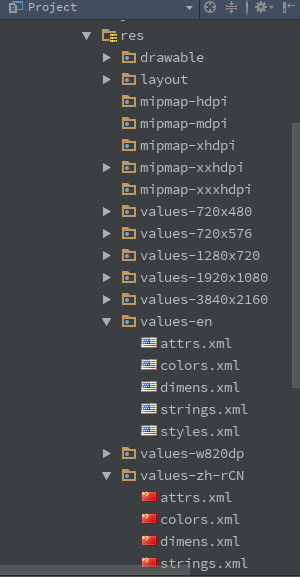 Project
res
drawable
layout
mipmap-hdpi
mipmap-mdpi
mipmap-xhdpi
mipmap-xxhdpi
mipmap-xxxhdpi
values-720x480
values-720x576
values-1280x720
values-1920x1080
values-3840x2160
values-en
attrs.xml
colors.xml
dimens.xml
strings.xml
styles.xml
values-w820dp
values-zh-rCN
attrs.xml
colors.xml
dimens.xml
strings.xml